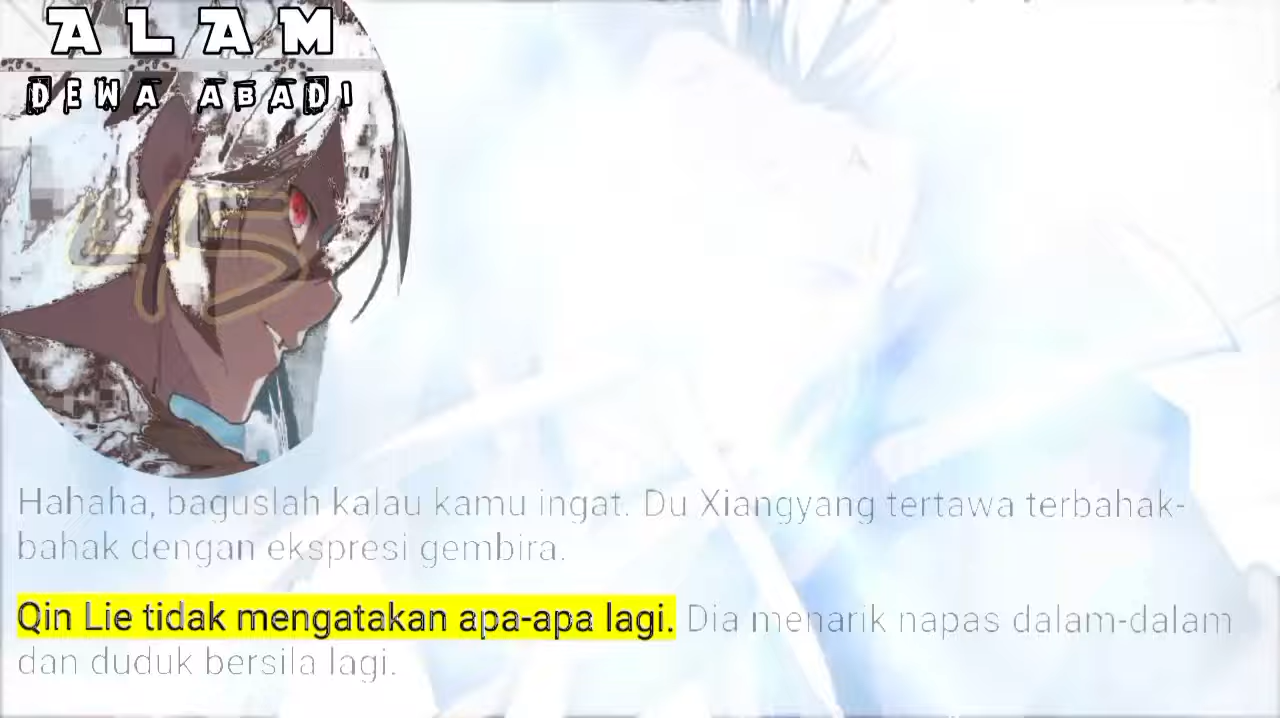 ALAM
DEWA ABADI
45
Hahaha, baguslah kalau kamu ingat. Du Xiangyang tertawa terbahak-
bahak dengan ekspresi gembira.
Qin Lie tidak mengatakan apa-apa lagi. Dia menarik napas dalam-dalam
dan duduk bersila lagi.